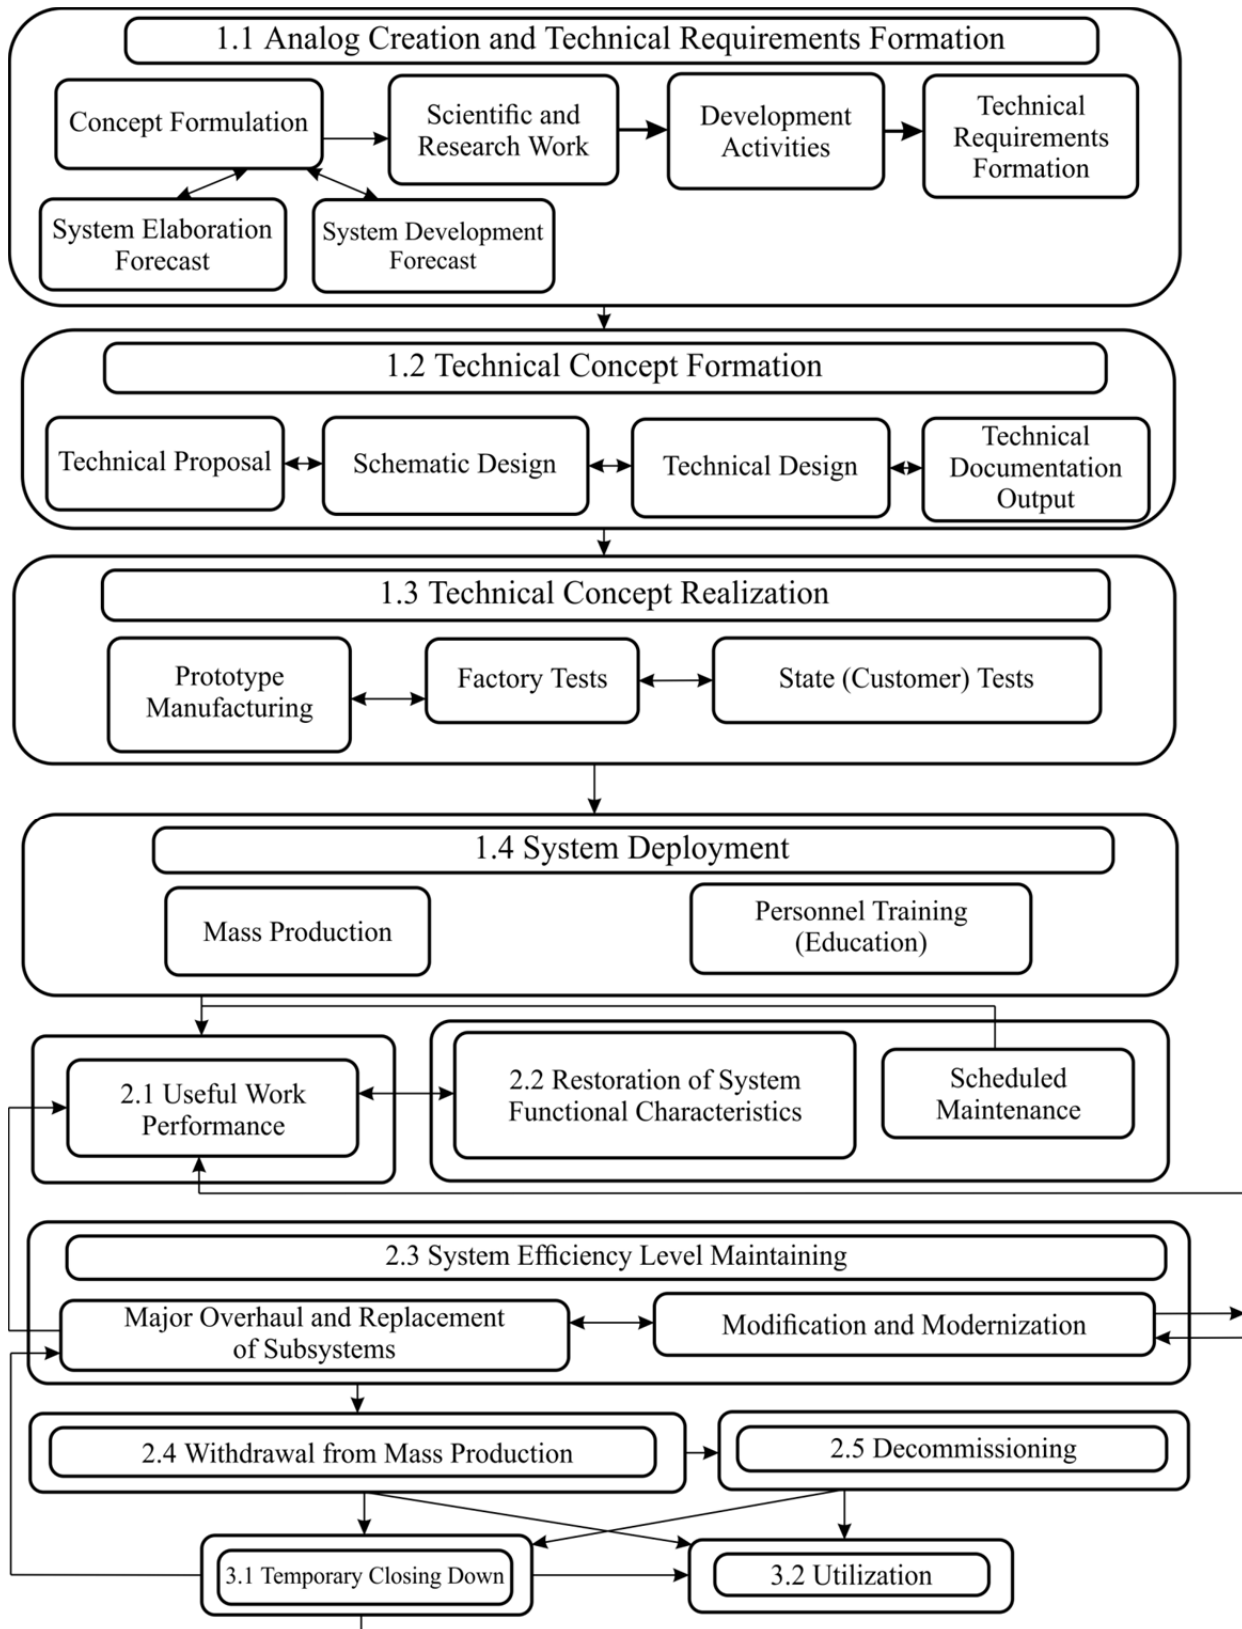 1.1 Analog Creation and Technical Requirements Formation
Concept Formulation
Scientific and
Research Work
Development
Activities
Technical
Requirements
Formation
System Elaboration
Forecast
System Development
Forecast
1.2 Technical Concept Formation
Technical Proposal
Schematic Design
Technical Design
Technical
Documentation
Output
1.3 Technical Concept Realization
Prototype
Manufacturing
Factory Tests
State (Customer) Tests
1.4 System Deployment
Mass Production
Personnel Training
(Education)
2.1 Useful Work
Performance
2.2 Restoration of System
Functional Characteristics
Scheduled
Maintenance
2.3 System Efficiency Level Maintaining
Major Overhaul and Replacement
of Subsystems
Modification and Modernization
2.4 Withdrawal from Mass Production
2.5 Decommissioning
3.1 Temporary Closing Down
3.2 Utilization